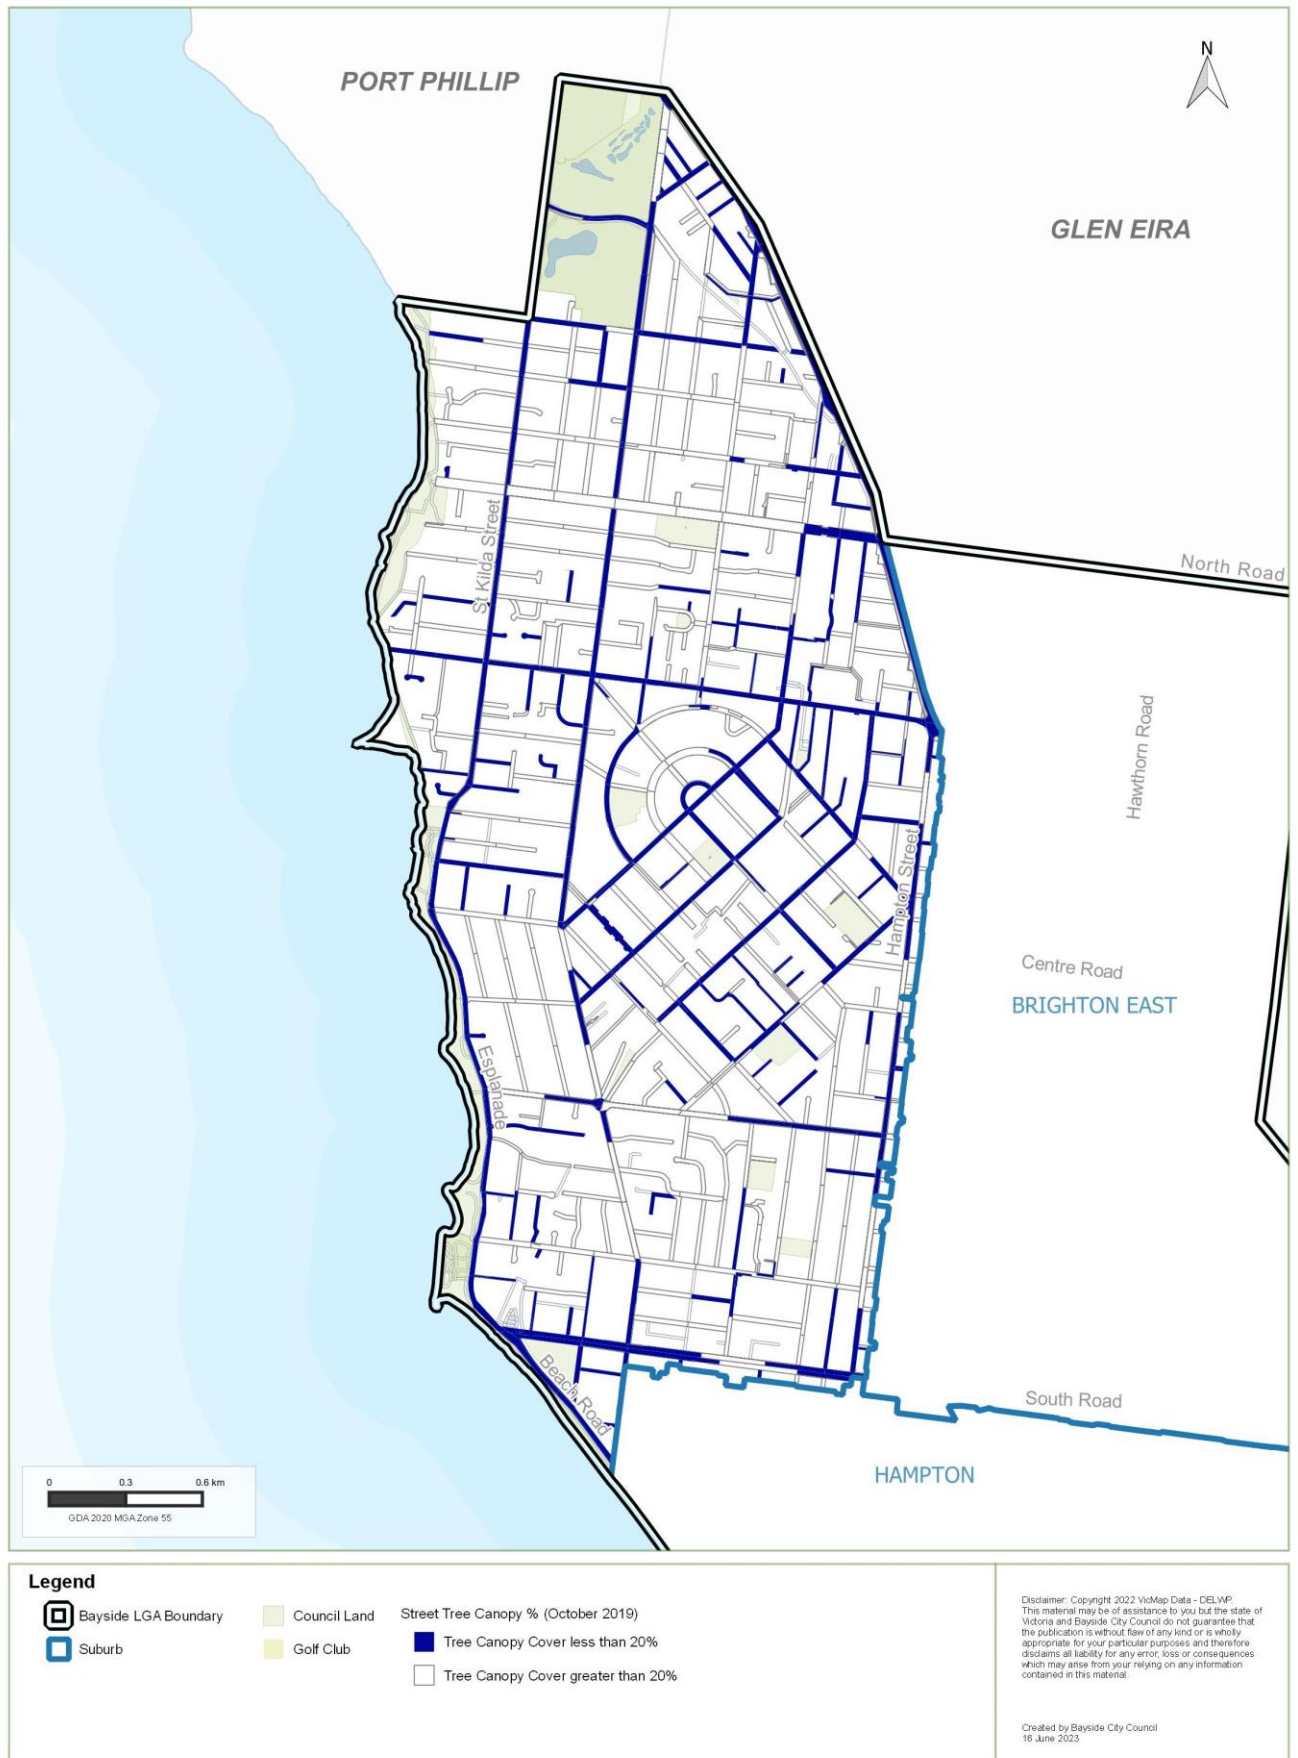 N
PORT PHILLIP
GLEN EIRA
St Kilda Street
North Road
Hawthorn Road
Hampton Street
Centre Road
BRIGHTON EAST
Esplanade
Beach Road
South Road
HAMPTON
0 0.3 0.6 km
GDA 2020 MGA Zone 55
Legend
Bayside LGA Boundary
Suburb
Council Land
Golf Club
Street Tree Canopy % (October 2019)
Tree Canopy Cover less than 20%
Tree Canopy Cover greater than 20%
Disclaimer: Copyright 2022 VicMap Data - DELWP.
This material may be of assistance to you but the state of
Victoria and Bayside City Council do not guarantee that
the publication is without flaw of any kind or is wholly
appropriate for your particular purposes and therefore
disclaims all liability for any error, loss or consequences
which may arise from your relying on any information
contained in this material.
Created by Bayside City Council
16 June 2023